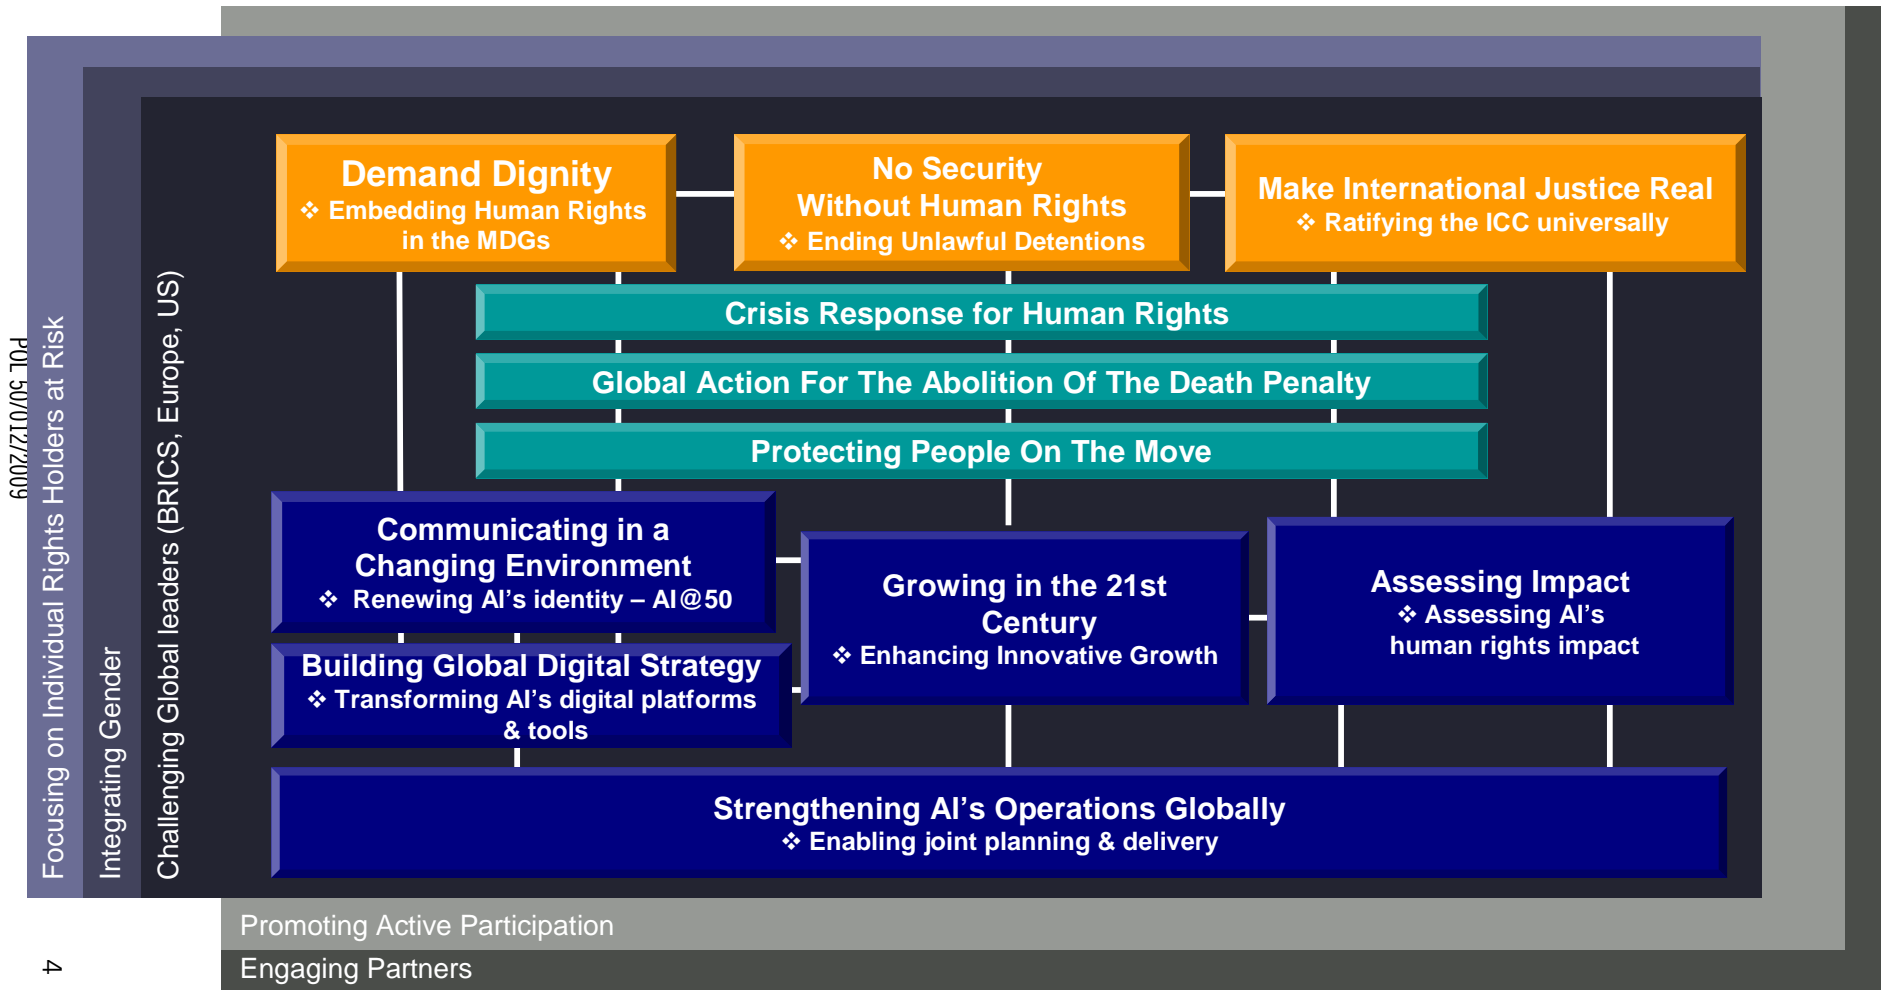 Demand Dignity
❖ Embedding Human Rights
in the MDGs
No Security
Without Human Rights
❖ Ending Unlawful Detentions
Make International Justice Real
❖ Ratifying the ICC universally
Crisis Response for Human Rights
Global Action For The Abolition Of The Death Penalty
Protecting People On The Move
Communicating in a
Changing Environment
❖ Renewing AI’s identity – AI@50
Building Global Digital Strategy
❖ Transforming AI’s digital platforms
& tools
Growing in the 21st
Century
❖ Enhancing Innovative Growth
Assessing Impact
❖ Assessing AI’s
human rights impact
Strengthening AI’s Operations Globally
❖ Enabling joint planning & delivery
POL 50/012/2009
Focusing on Individual Rights Holders at Risk
Integrating Gender
Challenging Global leaders (BRICS, Europe, US)
Promoting Active Participation
Engaging Partners
4